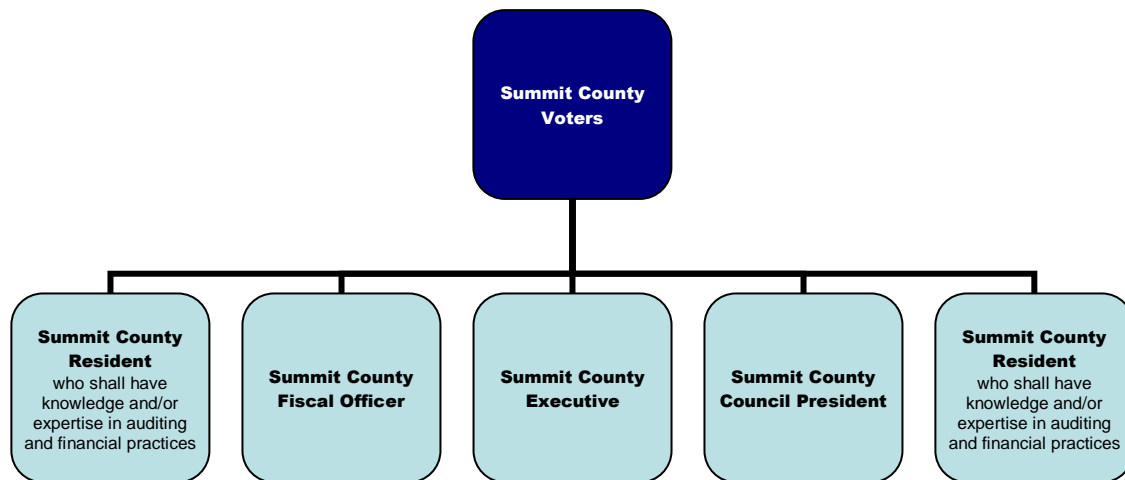 Summit County
Voters
Summit County
Resident
who shall have
knowledge and/or
expertise in auditing
and financial practices
Summit County
Fiscal Officer
Summit County
Executive
Summit County
Council President
Summit County
Resident
who shall have
knowledge and/or
expertise in auditing
and financial practices